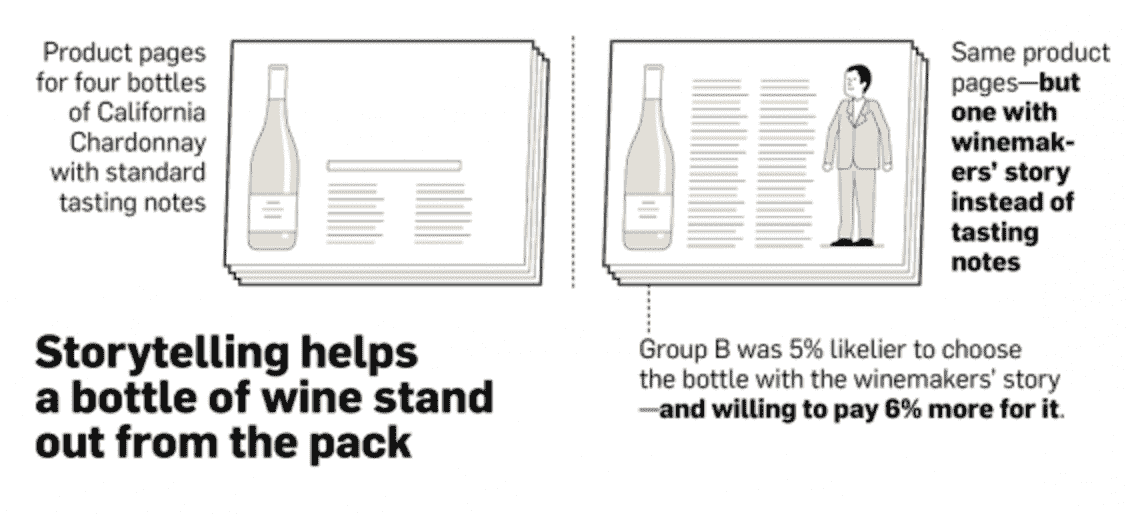 Product pages
for four bottles
of California
Chardonnay
with standard
tasting notes
Same product
pages—but
one with
winemak-
ers’ story
instead of
tasting
notes
Storytelling helps
a bottle of wine stand
out from the pack
Group B was 5% likelier to choose
the bottle with the winemakers’ story
—and willing to pay 6% more for it.